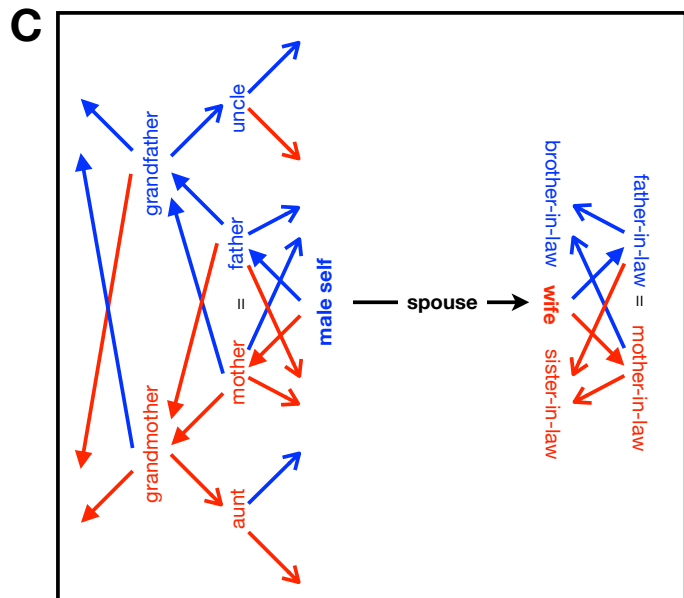 C
uncle
grandfather
brother-in-law
father-in-law
father
=
male self
spouse
wife
=
mother
sister-in-law
mother-in-law
grandmother
aunt